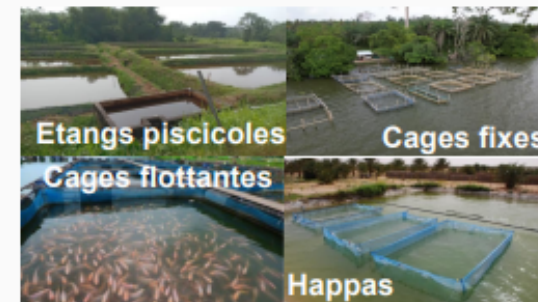 Etangs piscicoles
Cages fixes
Cages flottantes
Happas